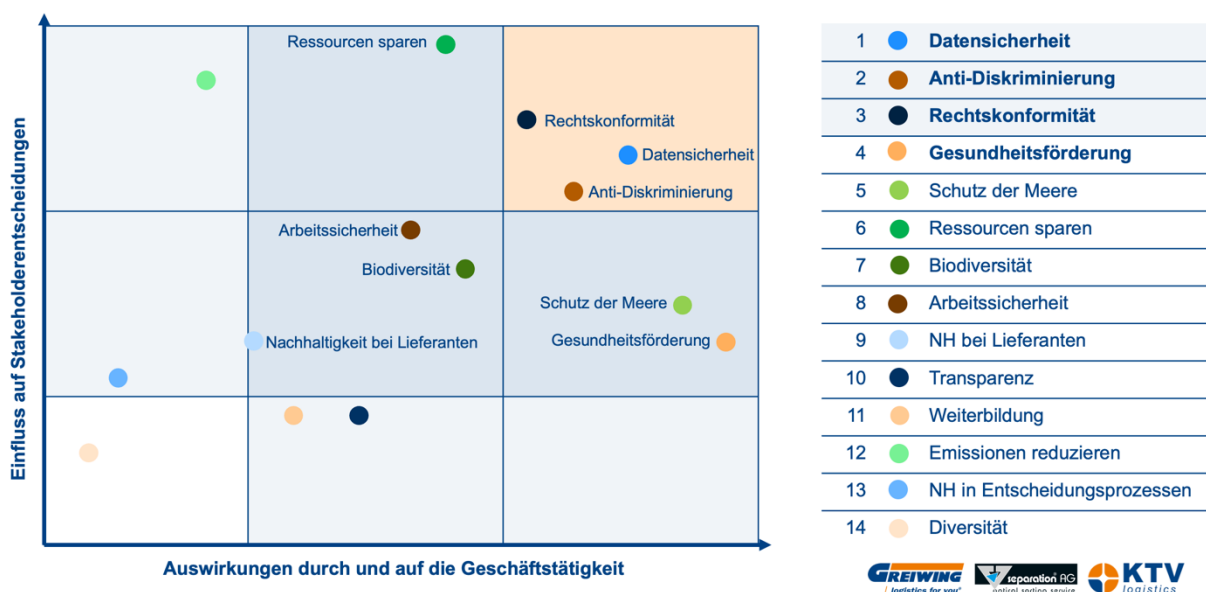 Einfluss auf Stakeholderentscheidungen
Ressourcen sparen
Rechtskonformität
Datensicherheit
Anti-Diskriminierung
Arbeitssicherheit
Biodiversität
Schutz der Meere
Nachhaltigkeit bei Lieferanten
Gesundheitsförderung
Auswirkungen durch und auf die Geschäftstätigkeit
1 Datensicherheit
2 Anti-Diskriminierung
3 Rechtskonformität
4 Gesundheitsförderung
5 Schutz der Meere
6 Ressourcen sparen
7 Biodiversität
8 Arbeitssicherheit
9 NH bei Lieferanten
10 Transparenz
11 Weiterbildung
12 Emissionen reduzieren
13 NH in Entscheidungsprozessen
14 Diversität
GREIWING
logistics for you®
separation AG
optical sorting service
KTV
logistics